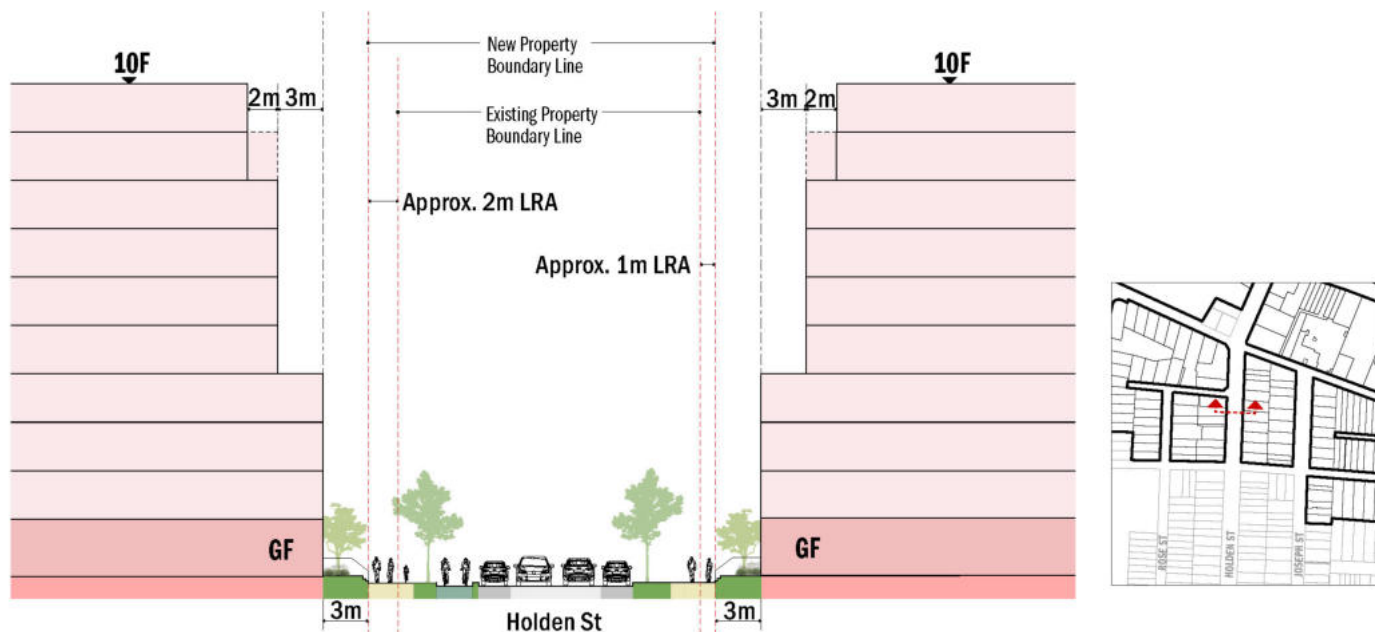 New Property
Boundary Line
10F
10F
2m
3m
3m
2m
Existing Property
Boundary Line
Approx. 2m LRA
Approx. 1m LRA
GF
GF
3m
Holden St
3m
ROSE ST
HOLDEN ST
JOSEPH ST